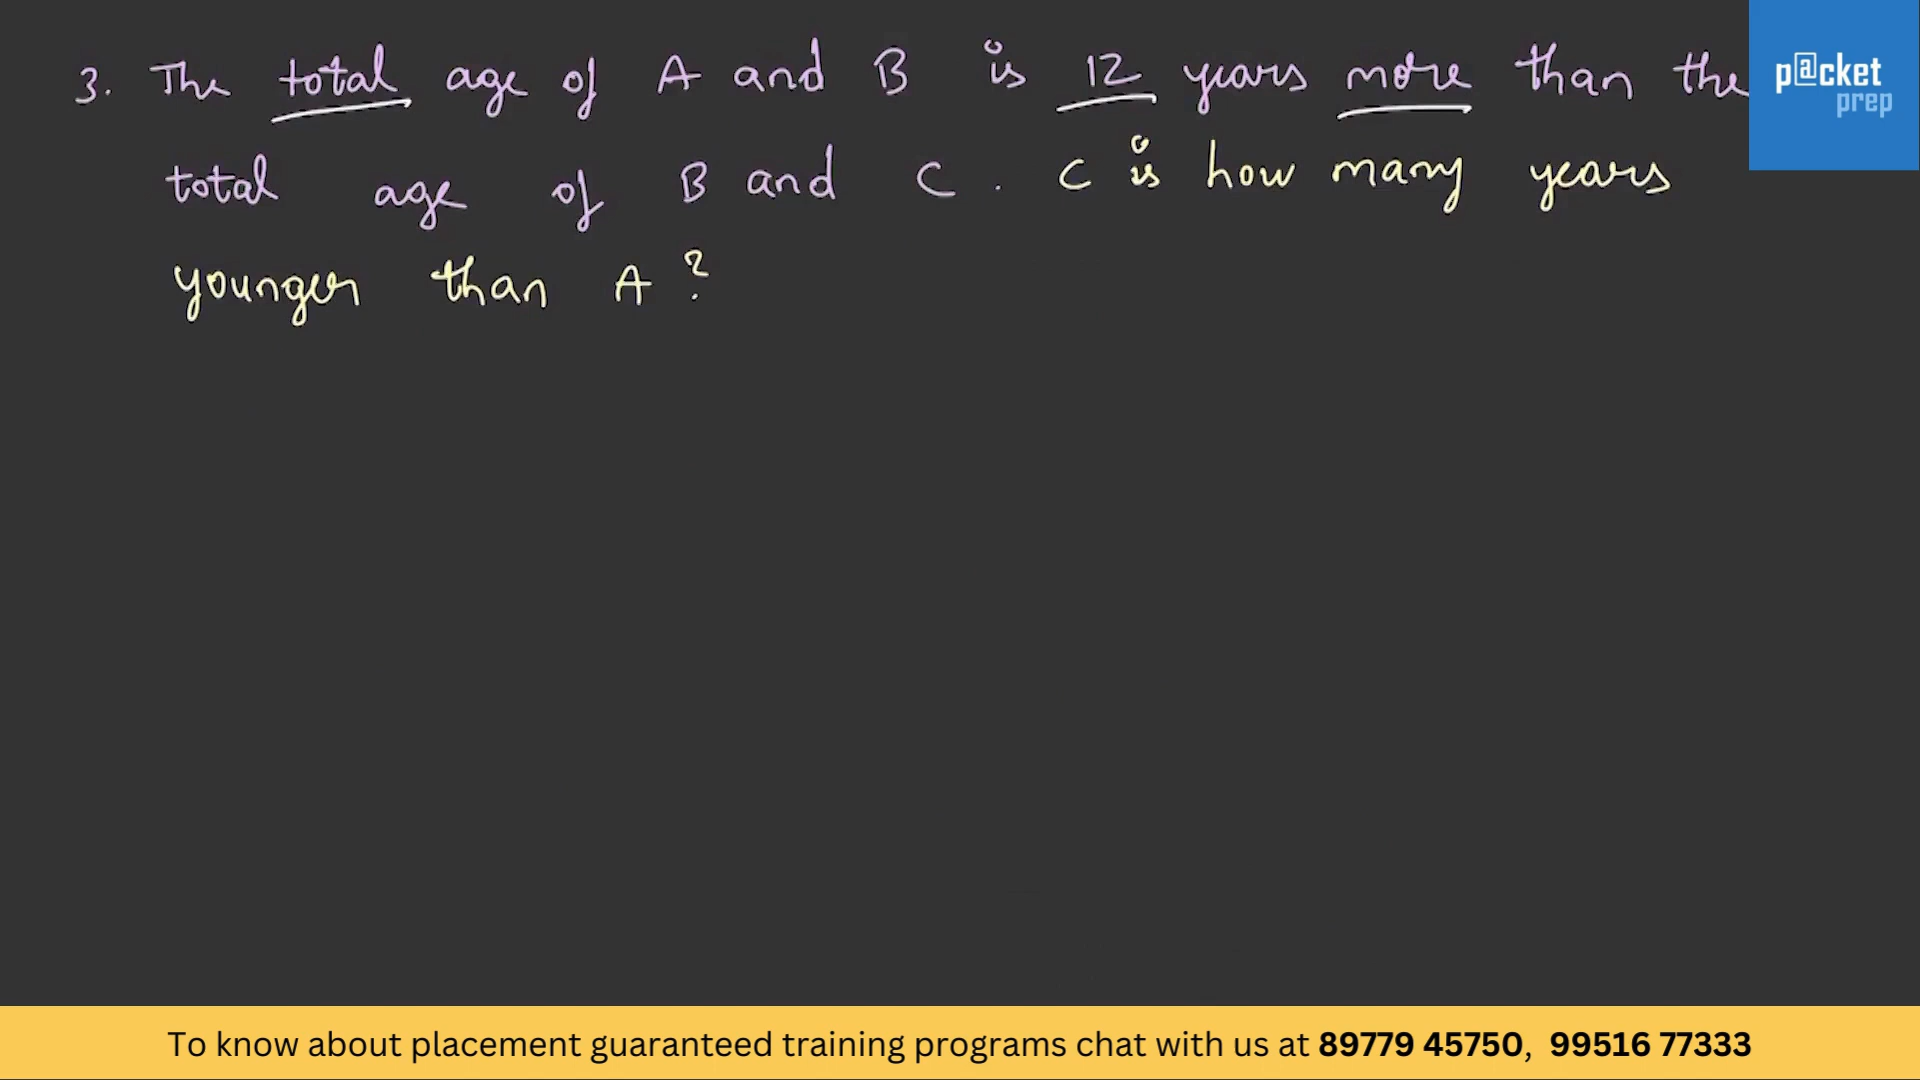 3. The total age of A and B is 12 years more than the
p@cket
prep
total age of B and C. C is how many years
younger than A?
To know about placement guaranteed training programs chat with us at 89779 45750, 99516 77333